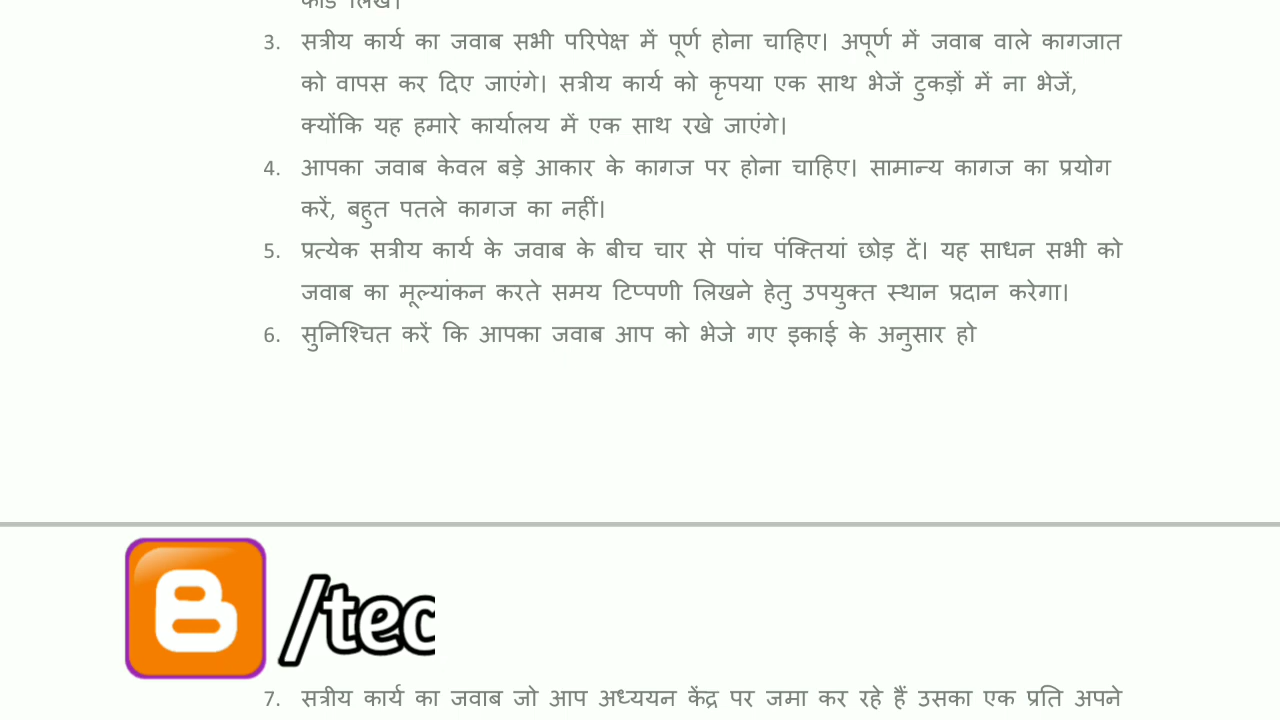 कोड लिखें।
3. सत्रीय कार्य का जवाब सभी परिपेक्ष में पूर्ण होना चाहिए। अपूर्ण में जवाब वाले कागजात
को वापस कर दिए जाएंगे। सत्रीय कार्य को कृपया एक साथ भेजें टुकड़ों में ना भेजें,
क्योंकि यह हमारे कार्यालय में एक साथ रखे जाएंगे।
4. आपका जवाब केवल बड़े आकार के कागज पर होना चाहिए। सामान्य कागज का प्रयोग
करें, बहुत पतले कागज का नहीं।
5. प्रत्येक सत्रीय कार्य के जवाब के बीच चार से पांच पंक्तियां छोड़ दें। यह साधन सभी को
जवाब का मूल्यांकन करते समय टिप्पणी लिखने हेतु उपयुक्त स्थान प्रदान करेगा।
6. सुनिश्चित करें कि आपका जवाब आप को भेजे गए इकाई के अनुसार हो
/tec
7. सत्रीय कार्य का जवाब जो आप अध्ययन केंद्र पर जमा कर रहे हैं उसका एक प्रति अपने